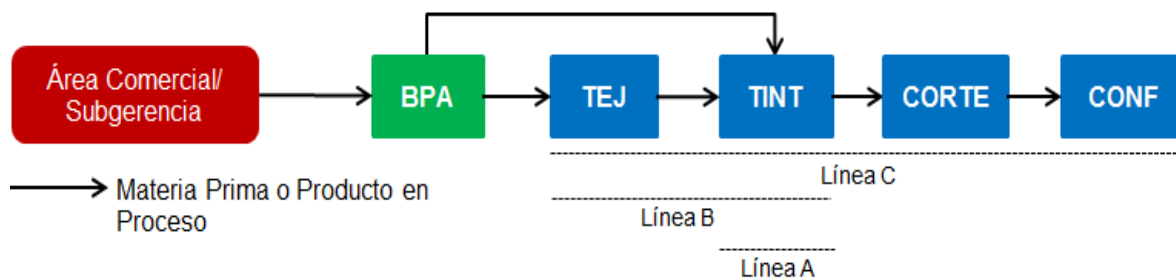 Área Comercial/
Subgerencia
BPA
TEJ
TINT
CORTE
CONF
Línea C
Materia Prima o Producto en
Proceso
Línea B
Línea A